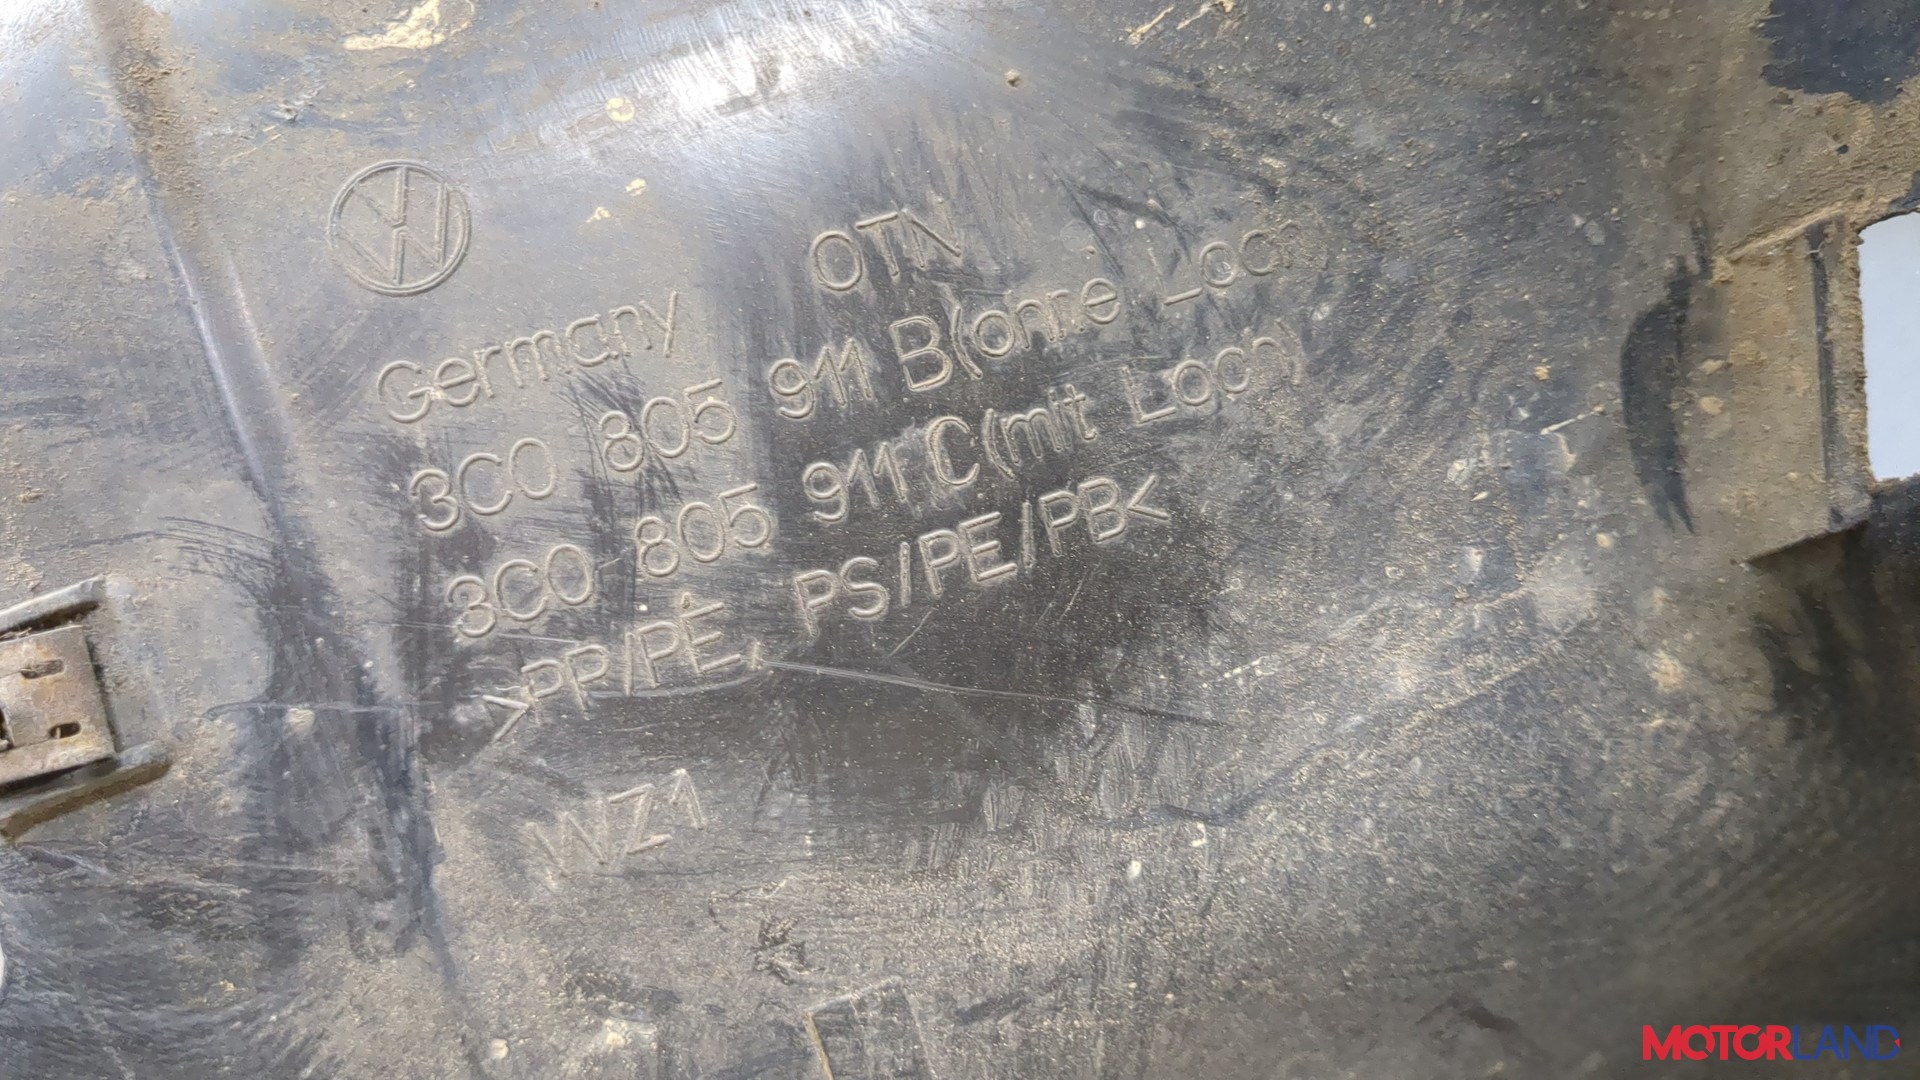 VW
OTN
Germany
3C0 805 911 B(ohne Loch)
3C0 805 911 C(mit Loch)
>PP/PE, PS/PE/PB<
WZ1
MOTORLAND